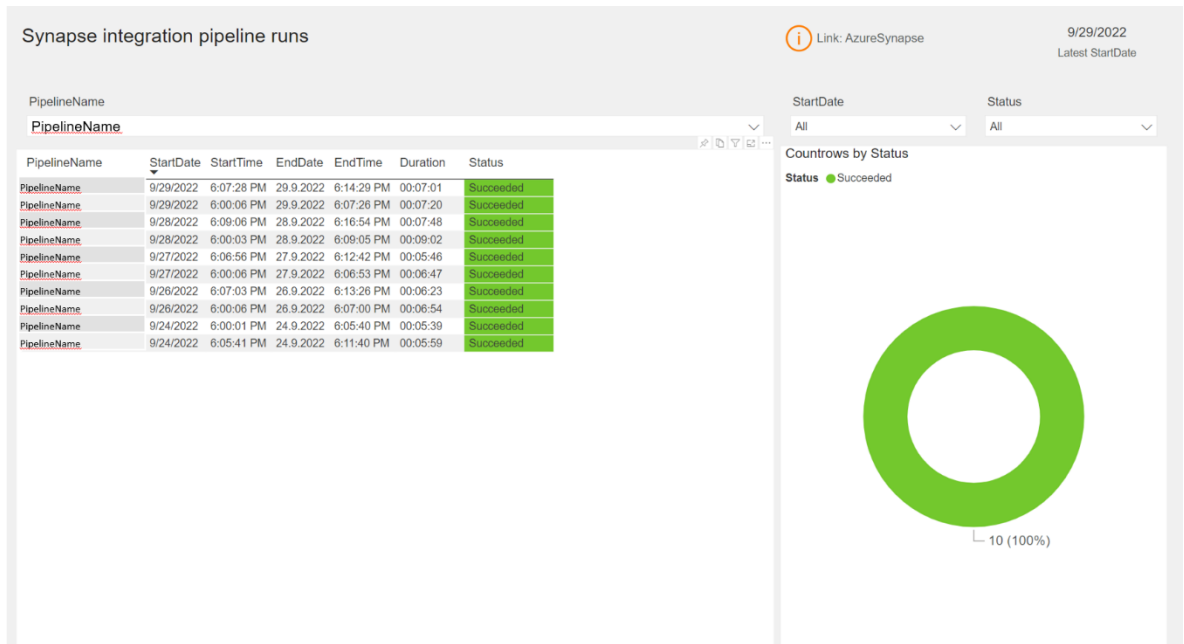 Synapse integration pipeline runs
Link: AzureSynapse
9/29/2022
Latest StartDate
PipelineName
PipelineName
StartDate
All
Status
All
PipelineName StartDate StartTime EndDate EndTime Duration Status
PipelineName 9/29/2022 6:07:28 PM 29.9.2022 6:14:29 PM 00:07:01 Succeeded
PipelineName 9/29/2022 6:00:06 PM 29.9.2022 6:07:26 PM 00:07:20 Succeeded
PipelineName 9/28/2022 6:09:06 PM 28.9.2022 6:16:54 PM 00:07:48 Succeeded
PipelineName 9/28/2022 6:00:03 PM 28.9.2022 6:09:05 PM 00:09:02 Succeeded
PipelineName 9/27/2022 6:06:56 PM 27.9.2022 6:12:42 PM 00:05:46 Succeeded
PipelineName 9/27/2022 6:00:06 PM 27.9.2022 6:06:53 PM 00:06:47 Succeeded
PipelineName 9/26/2022 6:07:03 PM 26.9.2022 6:13:26 PM 00:06:23 Succeeded
PipelineName 9/26/2022 6:00:06 PM 26.9.2022 6:07:00 PM 00:06:54 Succeeded
PipelineName 9/24/2022 6:00:01 PM 24.9.2022 6:05:40 PM 00:05:39 Succeeded
PipelineName 9/24/2022 6:05:41 PM 24.9.2022 6:11:40 PM 00:05:59 Succeeded
Countrows by Status
Status Succeeded
10 (100%)